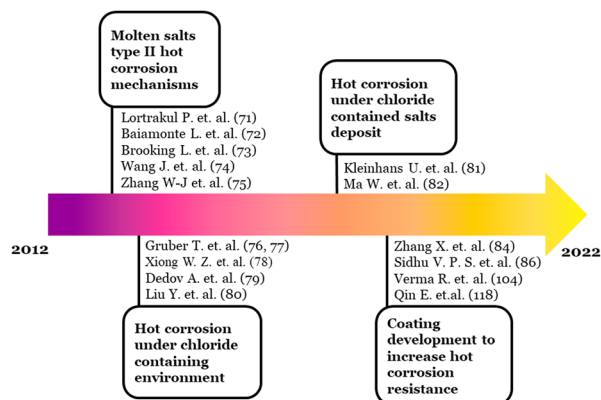 Molten salts
type II hot
corrosion
mechanisms
Lortrakul P. et. al. (71)
Baiamonte L. et. al. (72)
Brooking L. et. al. (73)
Wang J. et. al. (74)
Zhang W-J et. al. (75)
Hot corrosion
under chloride
contained salts
deposit
Kleinhans U. et. al. (81)
Ma W. et. al. (82)
2012
2022
Gruber T. et. al. (76, 77)
Xiong W. Z. et. al. (78)
Dedov A. et. al. (79)
Liu Y. et. al. (80)
Hot corrosion
under chloride
containing
environment
Zhang X. et. al. (84)
Sidhu V. P. S. et. al. (86)
Verma R. et. al. (104)
Qin E. et.al. (118)
Coating
development to
increase hot
corrosion
resistance